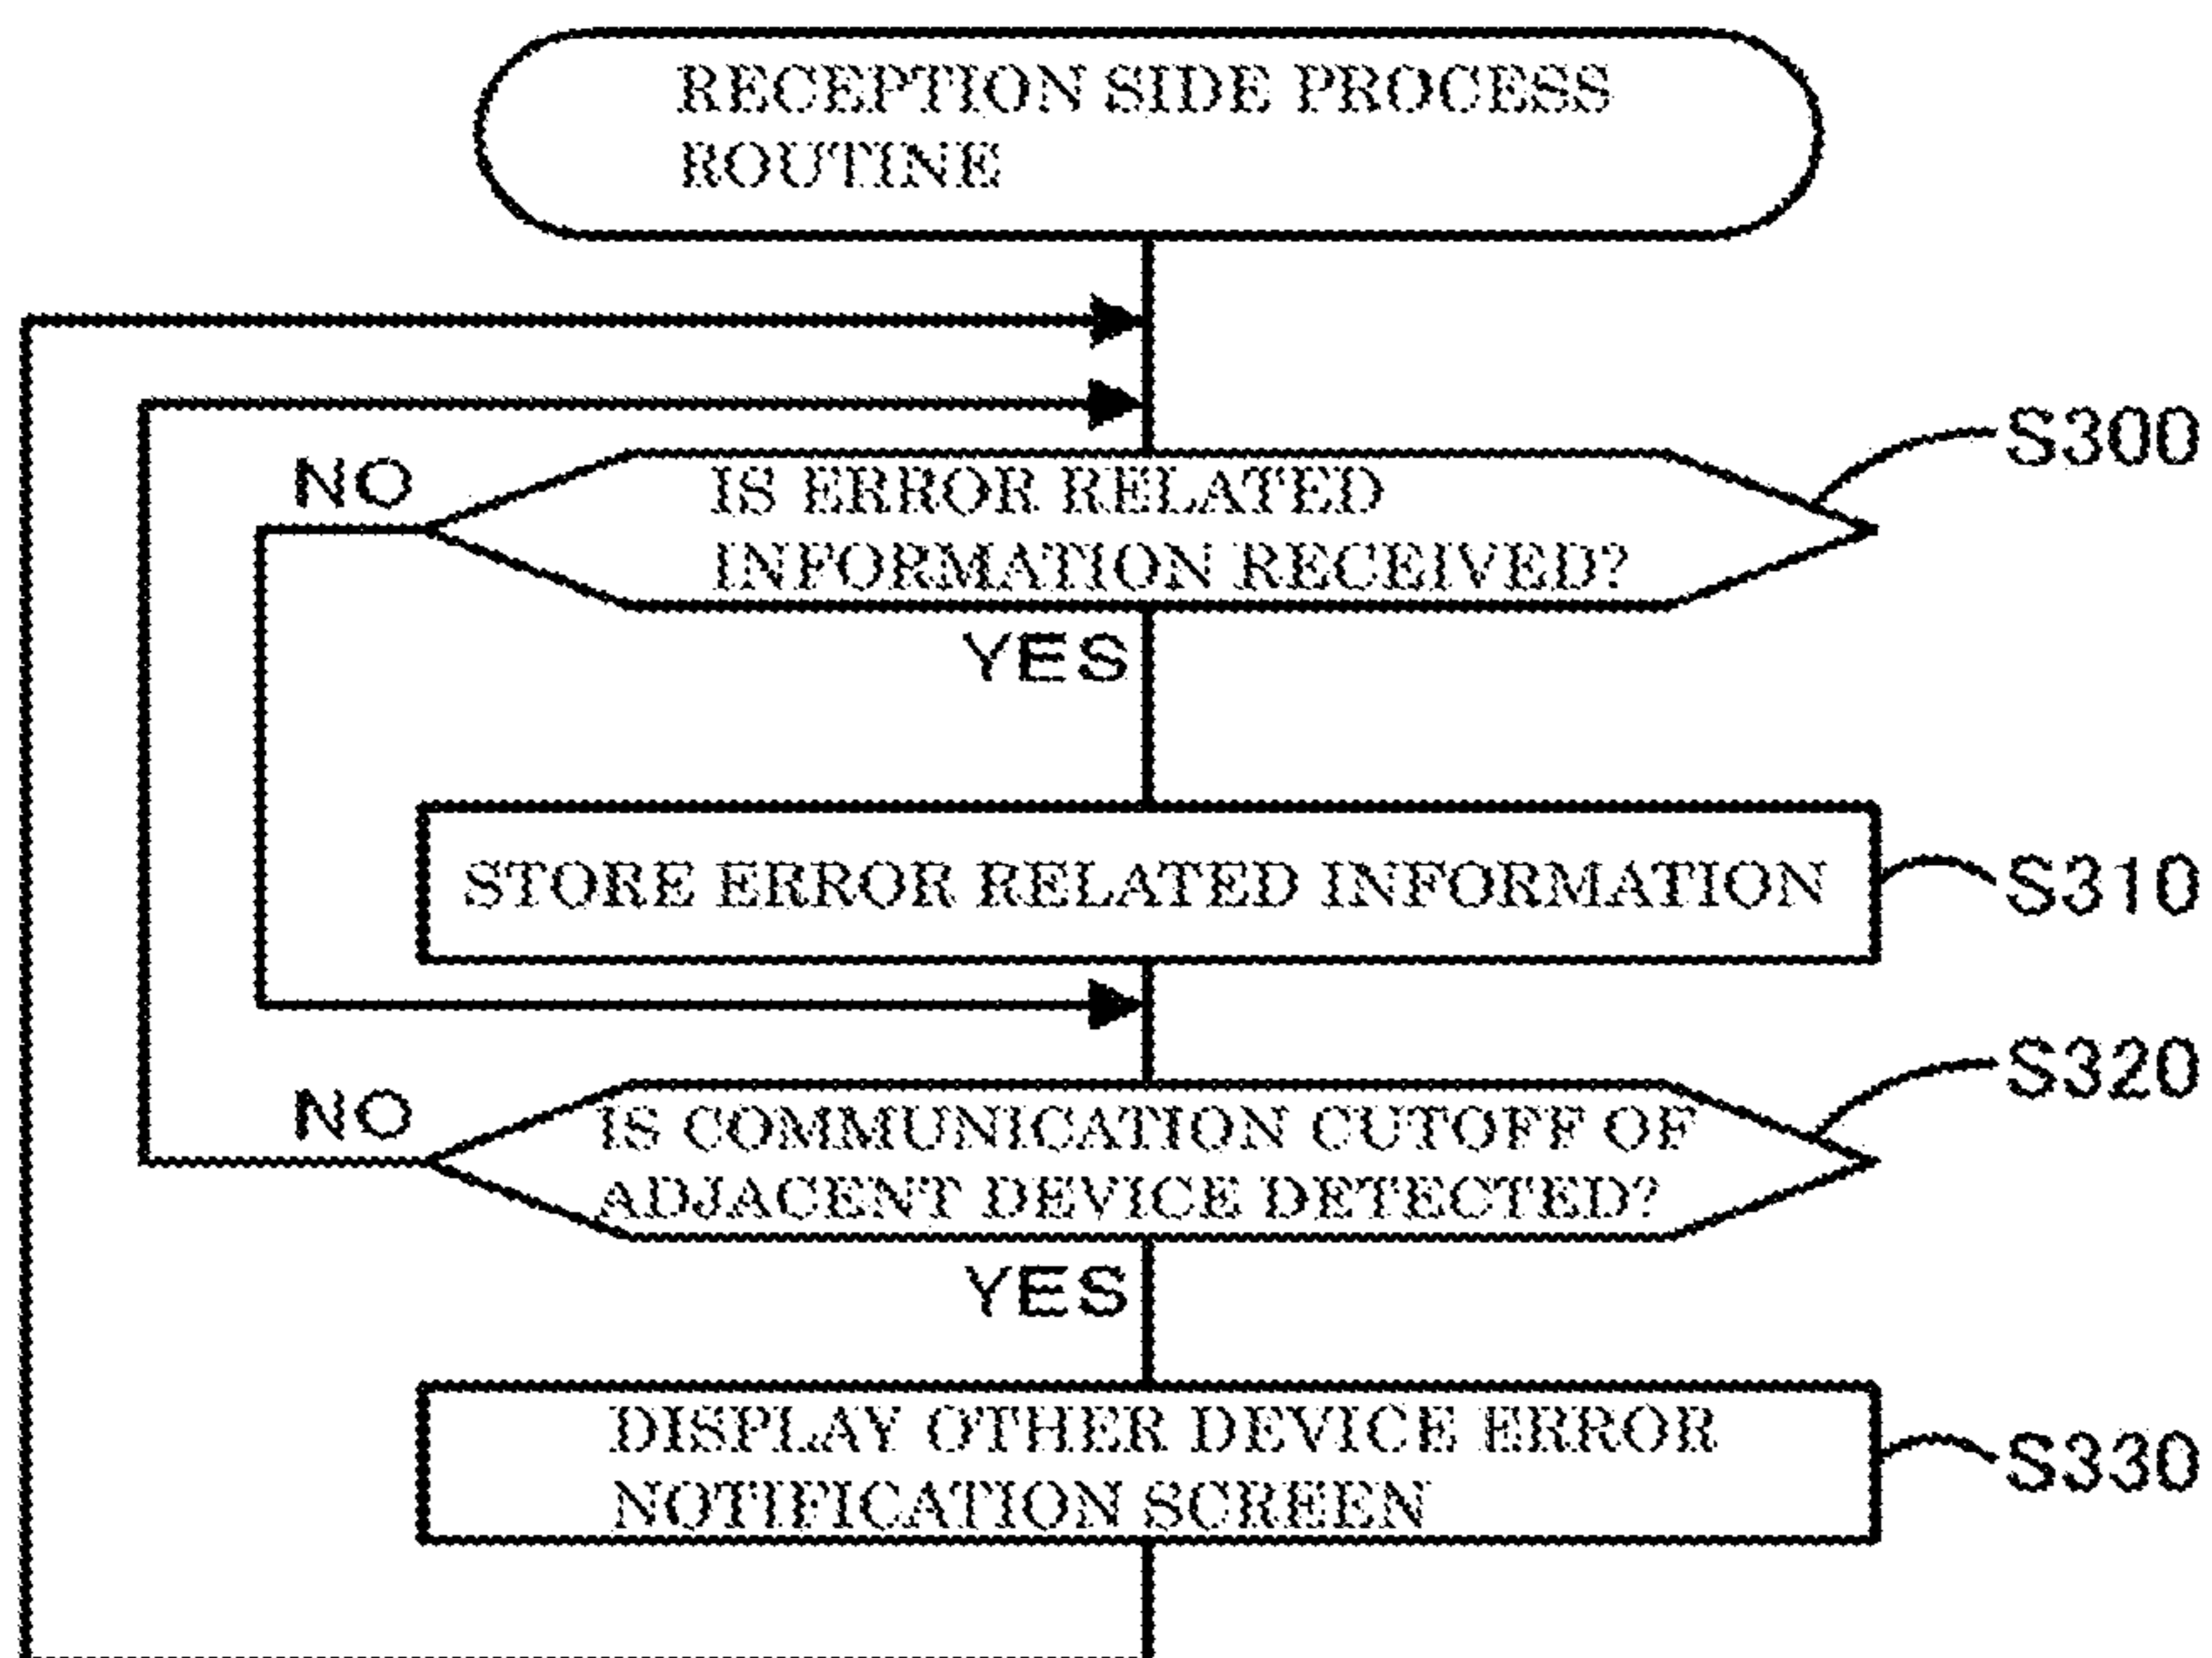 RECEPTION SIDE PROCESS
ROUTINE
S300
NO
IS ERROR RELATED
INFORMATION RECEIVED?
YES
STORE ERROR RELATED INFORMATION
S310
S320
NO
IS COMMUNICATION CUTOFF OF
ADJACENT DEVICE DETECTED?
YES
DISPLAY OTHER DEVICE ERROR
NOTIFICATION SCREEN
S330